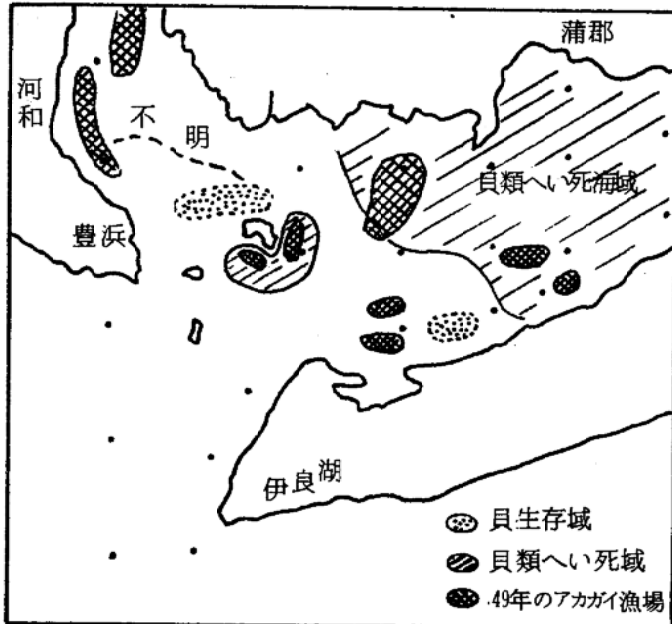 蒲郡
河和
不明
貝類へい死海域
豊浜
伊良湖
貝生存域
貝類へい死域
49年のアカガイ漁場